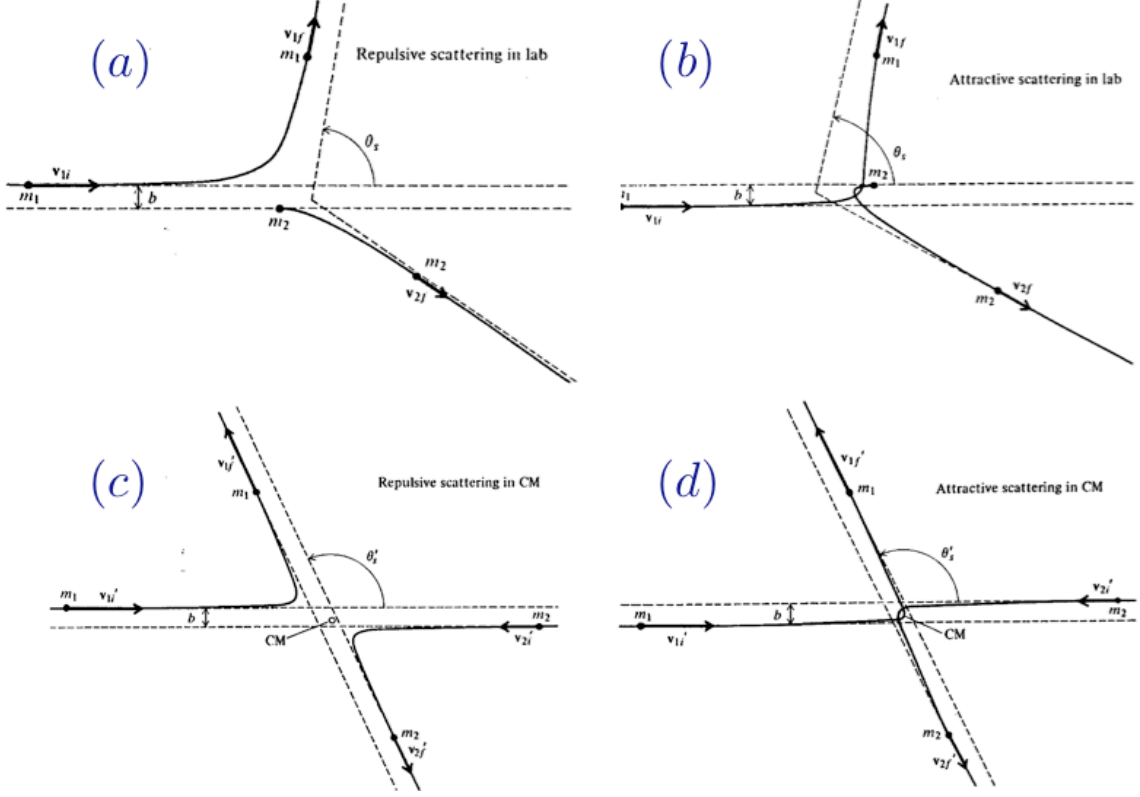 (a)
v₁f
m₁
Repulsive scattering in lab
θₛ
v₁ᵢ
m₁
b
m₂
m₂
v₂f
(b)
v₁f
m₁
Attractive scattering in lab
θₛ
m₂
b
v₁ᵢ
m₂
v₂f
(c)
v₁f′
m₁
Repulsive scattering in CM
θₛ′
m₁
v₁ᵢ′
b
CM
m₂
v₂ᵢ′
m₂
v₂f′
(d)
v₁f′
m₁
Attractive scattering in CM
θₛ′
v₂ᵢ′
m₁
b
m₂
v₁ᵢ′
CM
m₂
v₂f′